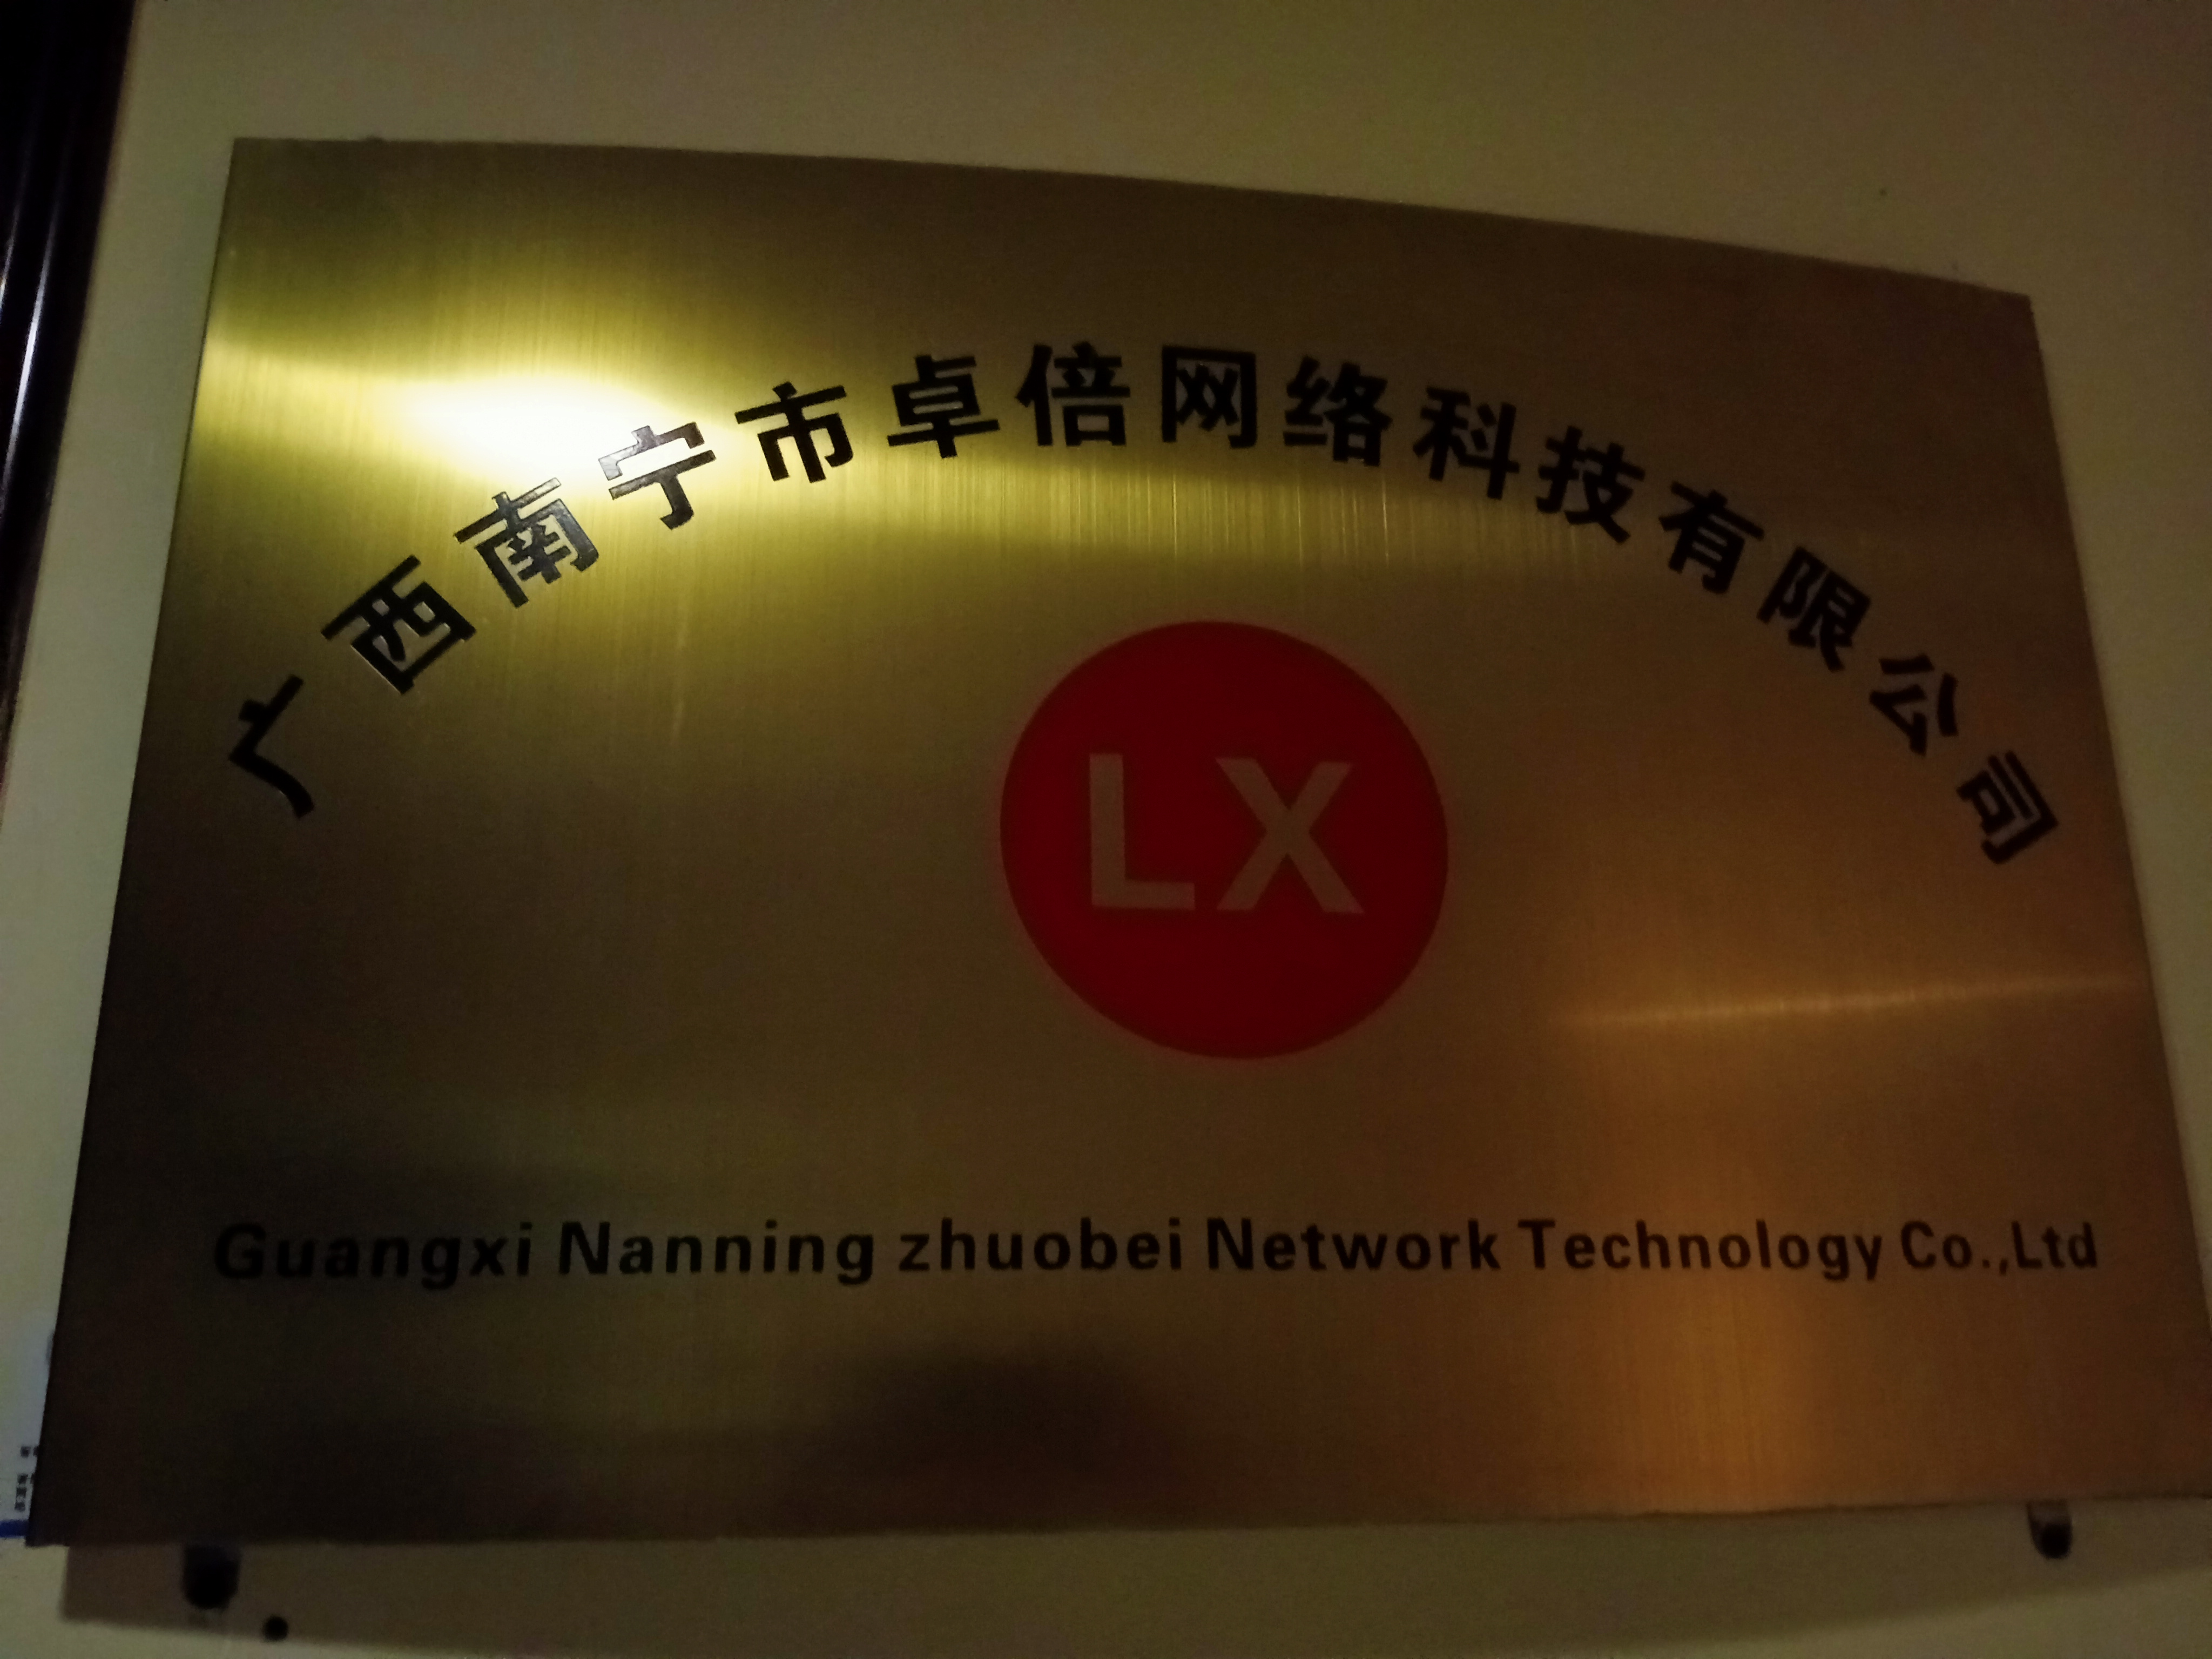 广西南宁市卓倍网络科技有限公司
LX
Guangxi Nanning zhuobei Network Technology Co.,Ltd